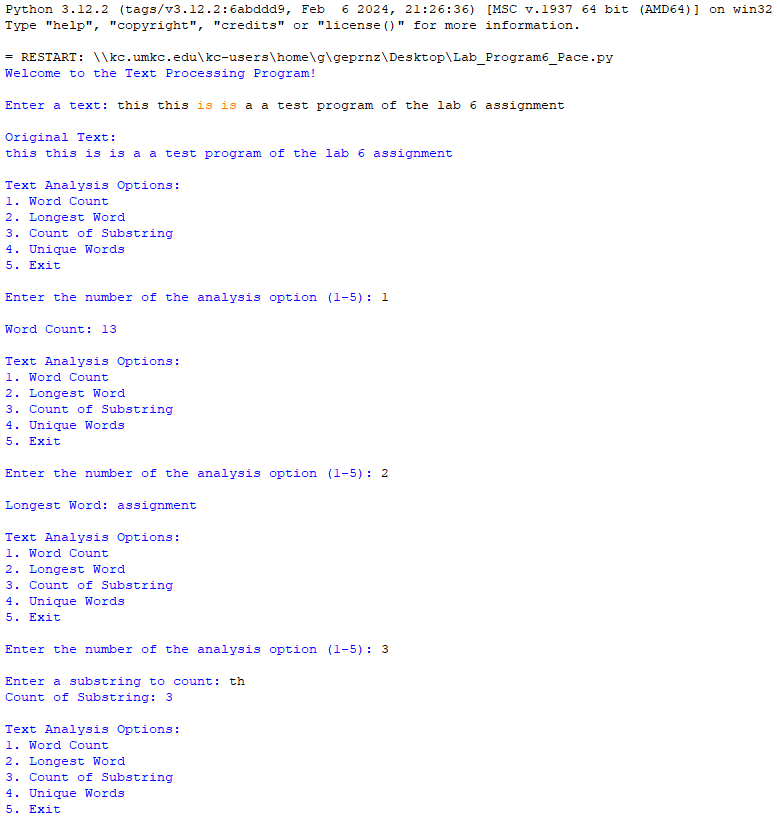 Python 3.12.2 (tags/v3.12.2:6abddd9, Feb  6 2024, 21:26:36) [MSC v.1937 64 bit (AMD64)] on win32
Type "help", "copyright", "credits" or "license()" for more information.
= RESTART: \\kc.umkc.edu\kc-users\home\g\geprnz\Desktop\Lab_Program6_Pace.py
Welcome to the Text Processing Program!
Enter a text: this this is is a a test program of the lab 6 assignment
Original Text:
this this is is a a test program of the lab 6 assignment
Text Analysis Options:
1. Word Count
2. Longest Word
3. Count of Substring
4. Unique Words
5. Exit
Enter the number of the analysis option (1-5): 1
Word Count: 13
Text Analysis Options:
1. Word Count
2. Longest Word
3. Count of Substring
4. Unique Words
5. Exit
Enter the number of the analysis option (1-5): 2
Longest Word: assignment
Text Analysis Options:
1. Word Count
2. Longest Word
3. Count of Substring
4. Unique Words
5. Exit
Enter the number of the analysis option (1-5): 3
Enter a substring to count: th
Count of Substring: 3
Text Analysis Options:
1. Word Count
2. Longest Word
3. Count of Substring
4. Unique Words
5. Exit